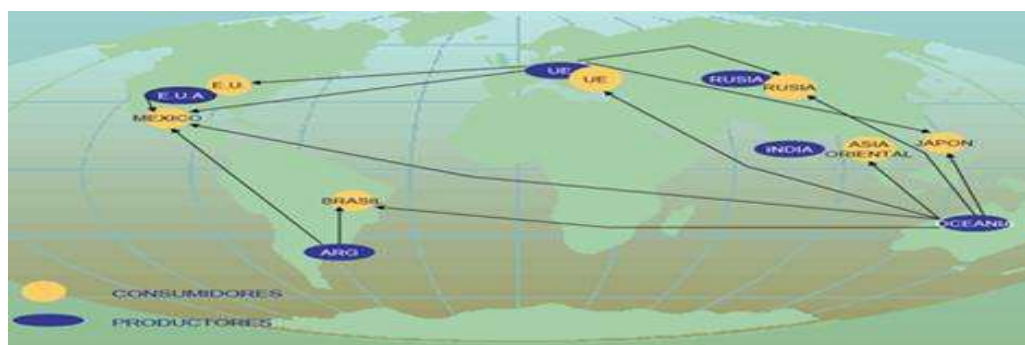 UE
UE
E.U.
E.U.A
MEXICO
RUSIA
RUSIA
INDIA
ASIA
ORIENTAL
JAPON
BRASIL
OCEANIA
ARG
CONSUMIDORES
PRODUCTORES